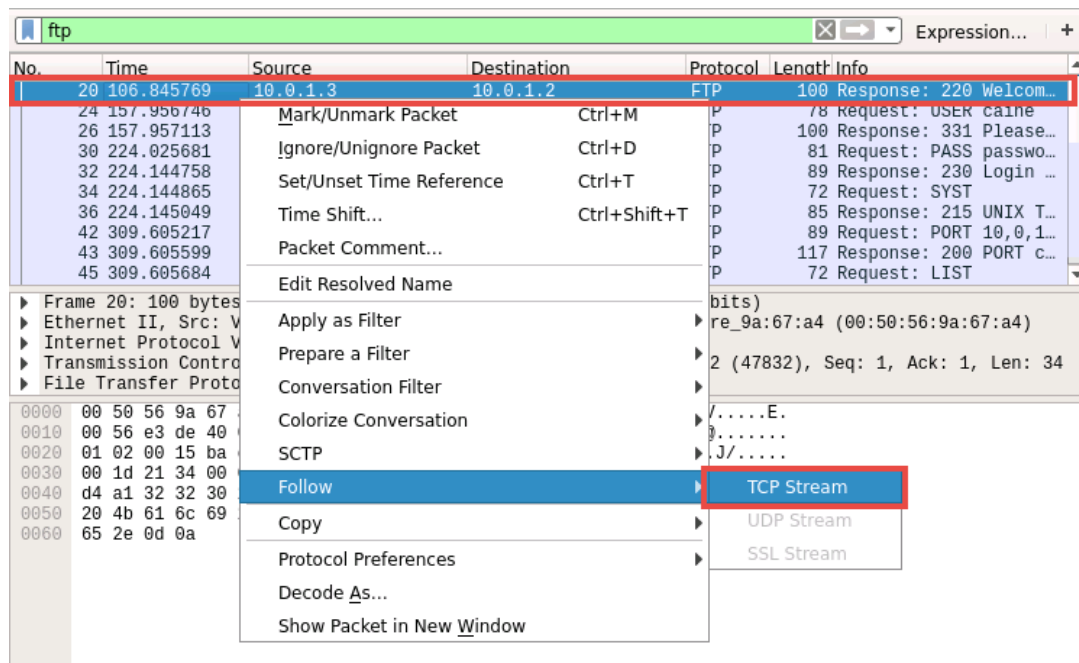 ftp Expression... +
No. Time Source Destination Protocol Length Info
20 106.845769 10.0.1.3 10.0.1.2 FTP 100 Response: 220 Welcom…
24 157.956746 78 Request: USER caine
26 157.957113 100 Response: 331 Please…
30 224.025681 81 Request: PASS passwo…
32 224.144758 89 Response: 230 Login …
34 224.144865 72 Request: SYST
36 224.145049 85 Response: 215 UNIX T…
42 309.605217 89 Request: PORT 10,0,1…
43 309.605599 117 Response: 200 PORT c…
45 309.605684 72 Request: LIST
Mark/Unmark Packet Ctrl+M
Ignore/Unignore Packet Ctrl+D
Set/Unset Time Reference Ctrl+T
Time Shift... Ctrl+Shift+T
Packet Comment...
Edit Resolved Name
Apply as Filter
Prepare a Filter
Conversation Filter
Colorize Conversation
SCTP
Follow
Copy
Protocol Preferences
Decode As...
Show Packet in New Window
TCP Stream
UDP Stream
SSL Stream
Frame 20: 100 bytes bits)
Ethernet II, Src: V re_9a:67:a4 (00:50:56:9a:67:a4)
Internet Protocol V
Transmission Contro 2 (47832), Seq: 1, Ack: 1, Len: 34
File Transfer Proto
0000 00 50 56 9a 67 V.....E.
0010 00 56 e3 de 40 @.......
0020 01 02 00 15 ba .J/.....
0030 00 1d 21 34 00
0040 d4 a1 32 32 30
0050 20 4b 61 6c 69
0060 65 2e 0d 0a